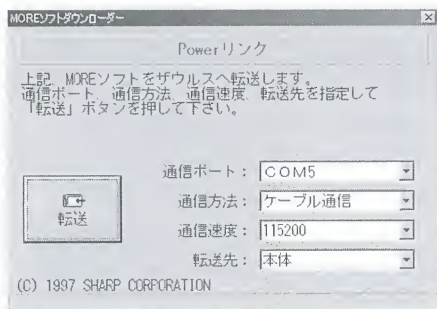 MOREソフトダウンローダー
Powerリンク
上記、MOREソフトをザウルスへ転送します。
通信ポート、通信方法、通信速度、転送先を指定して
「転送」ボタンを押して下さい。
通信ポート： COM5
通信方法： ケーブル通信
転送
通信速度： 115200
転送先： 本体
(C) 1997 SHARP CORPORATION